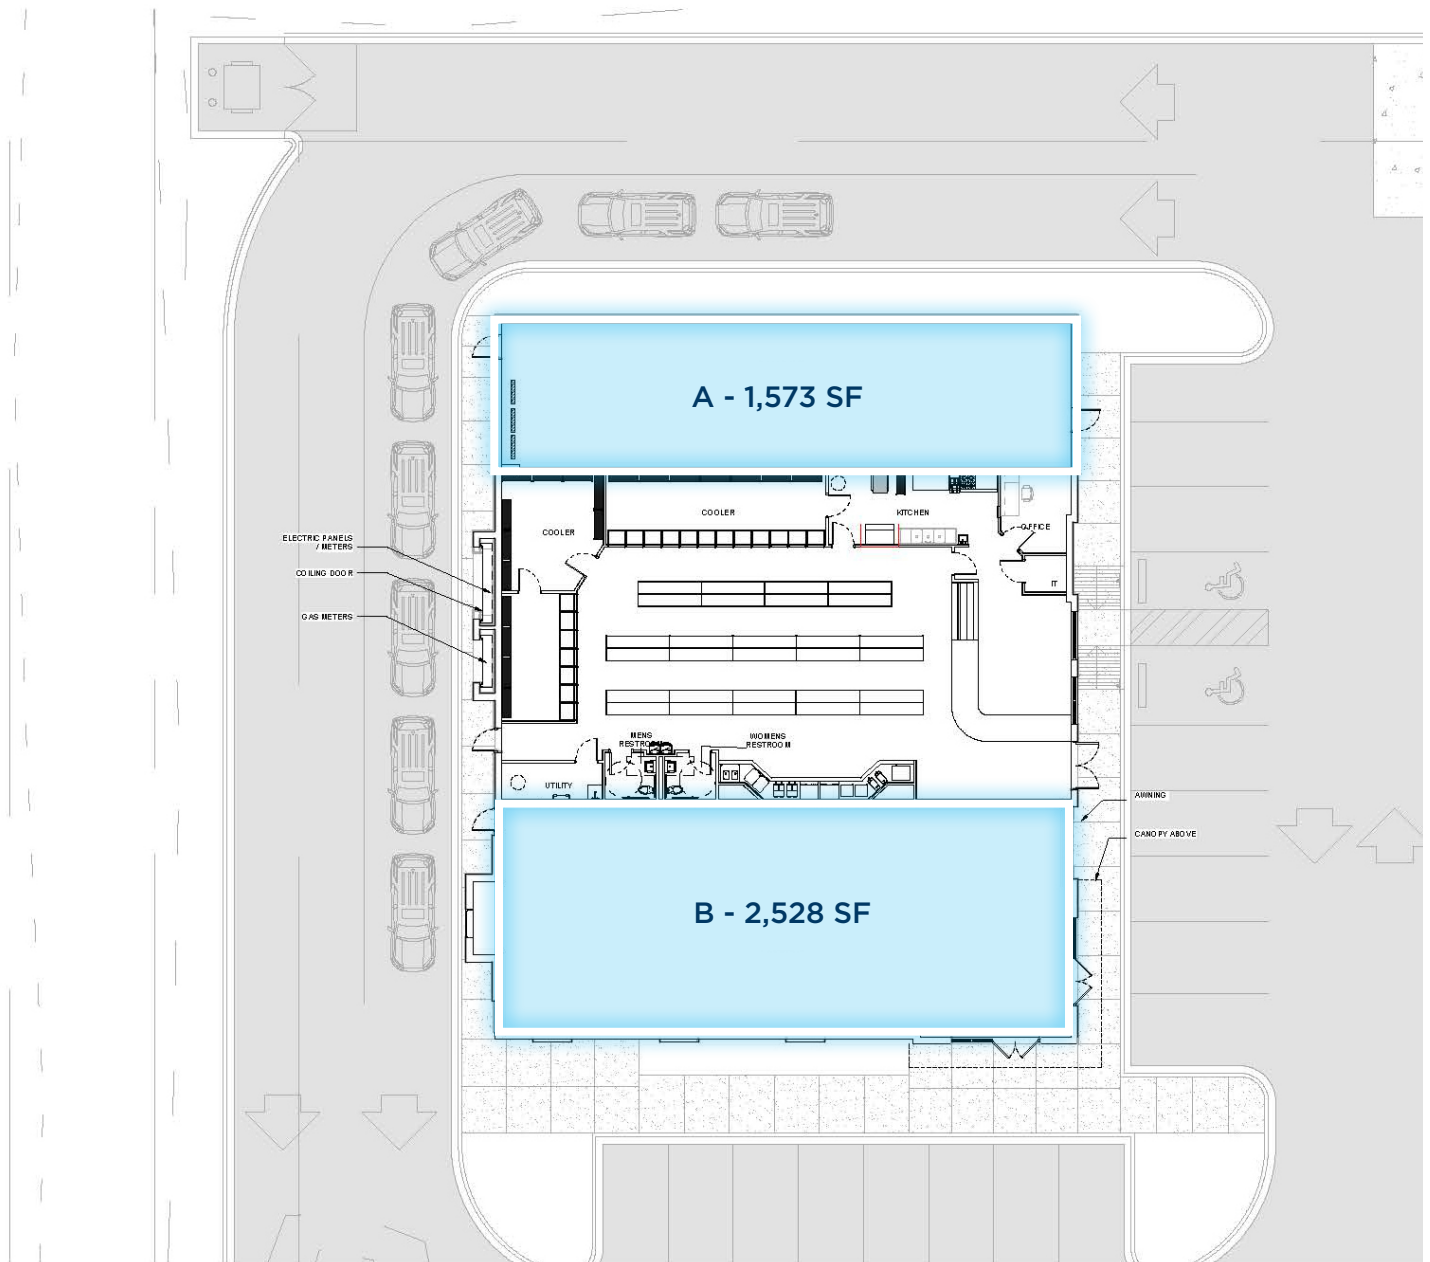 A - 1,573 SF
COOLER
COOLER
KITCHEN
OFFICE
IT
ELECTRIC PANELS
/ METERS
COILING DOOR
GAS METERS
MENS
RESTROOM
WOMENS
RESTROOM
UTILITY
AWNING
CANOPY ABOVE
B - 2,528 SF